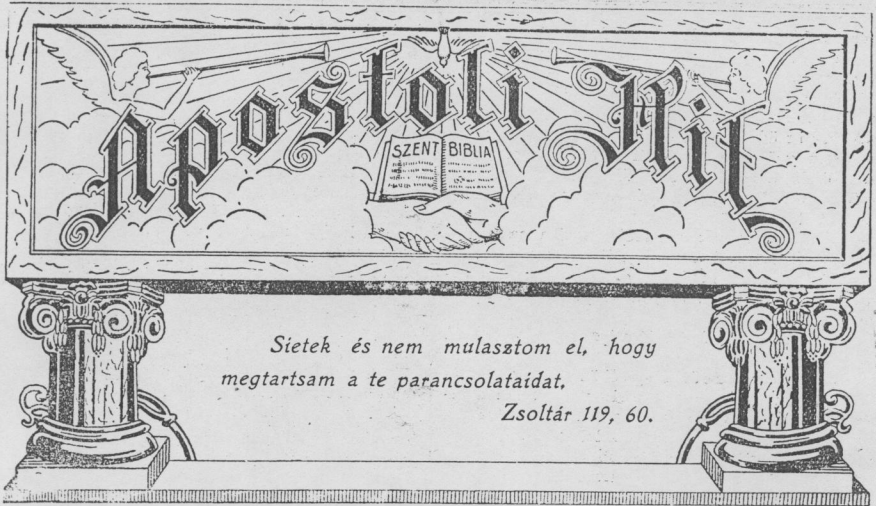 Apostoli Hit
SZENT BIBLIA
Sietek és nem mulasztom el, hogy
megtartsam a te parancsolataidat.
Zsoltár 119, 60.